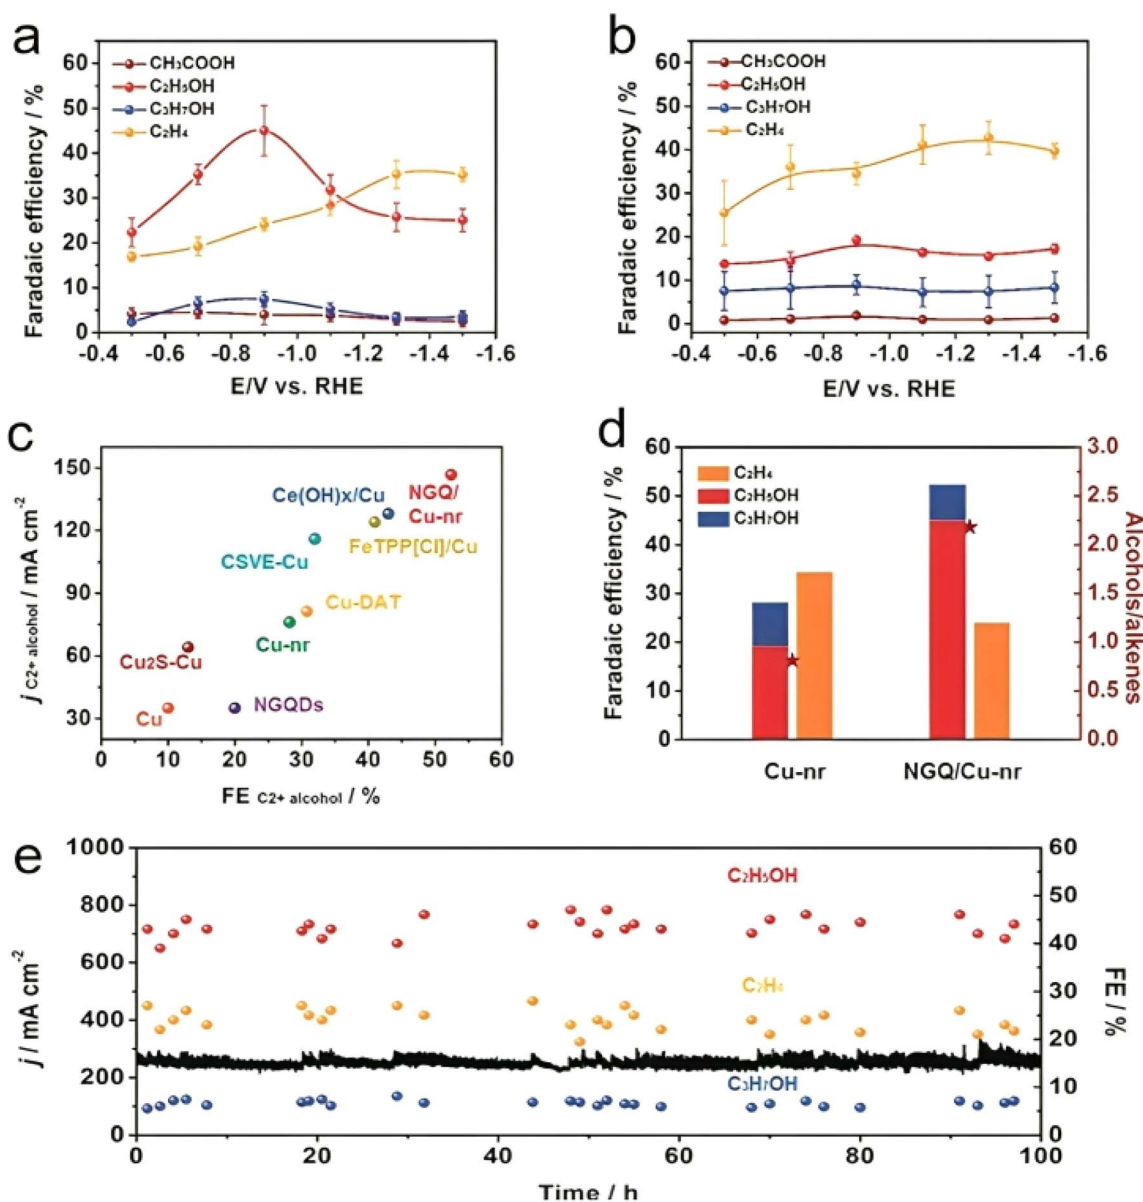 a
Faradaic efficiency / %
60
50
40
30
20
10
0
CH₃COOH
C₂H₅OH
C₃H₇OH
C₂H₄
-0.4
-0.6
-0.8
-1.0
-1.2
-1.4
-1.6
E/V vs. RHE
b
Faradaic efficiency / %
60
50
40
30
20
10
0
CH₃COOH
C₂H₅OH
C₃H₇OH
C₂H₄
-0.4
-0.6
-0.8
-1.0
-1.2
-1.4
-1.6
E/V vs. RHE
c
j C2+ alcohol / mA cm⁻²
150
120
90
60
30
Ce(OH)x/Cu
NGQ/
Cu-nr
FeTPP[Cl]/Cu
CSVE-Cu
Cu-DAT
Cu-nr
Cu₂S-Cu
Cu
NGQDs
0
10
20
30
40
50
60
FE C2+ alcohol / %
d
Faradaic efficiency / %
60
50
40
30
20
10
0
C₂H₄
C₂H₅OH
C₃H₇OH
3.0
2.5
2.0
1.5
1.0
0.5
0.0
Alcohols/alkenes
Cu-nr
NGQ/Cu-nr
e
j / mA cm⁻²
1000
800
600
400
200
0
C₂H₅OH
C₂H₄
C₃H₇OH
60
50
40
30
20
10
0
FE / %
0
20
40
60
80
100
Time / h